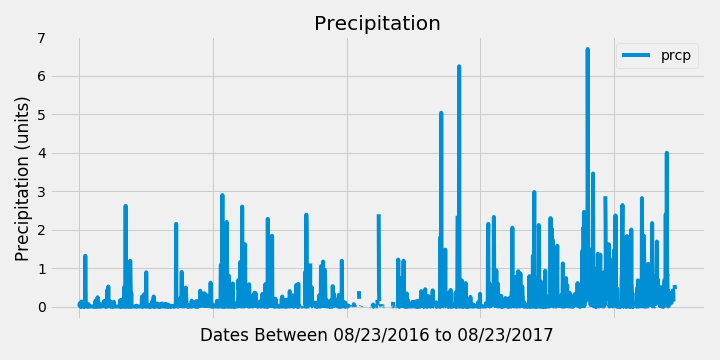 Precipitation
prcp
7
6
5
4
3
2
1
0
Precipitation (units)
Dates Between 08/23/2016 to 08/23/2017